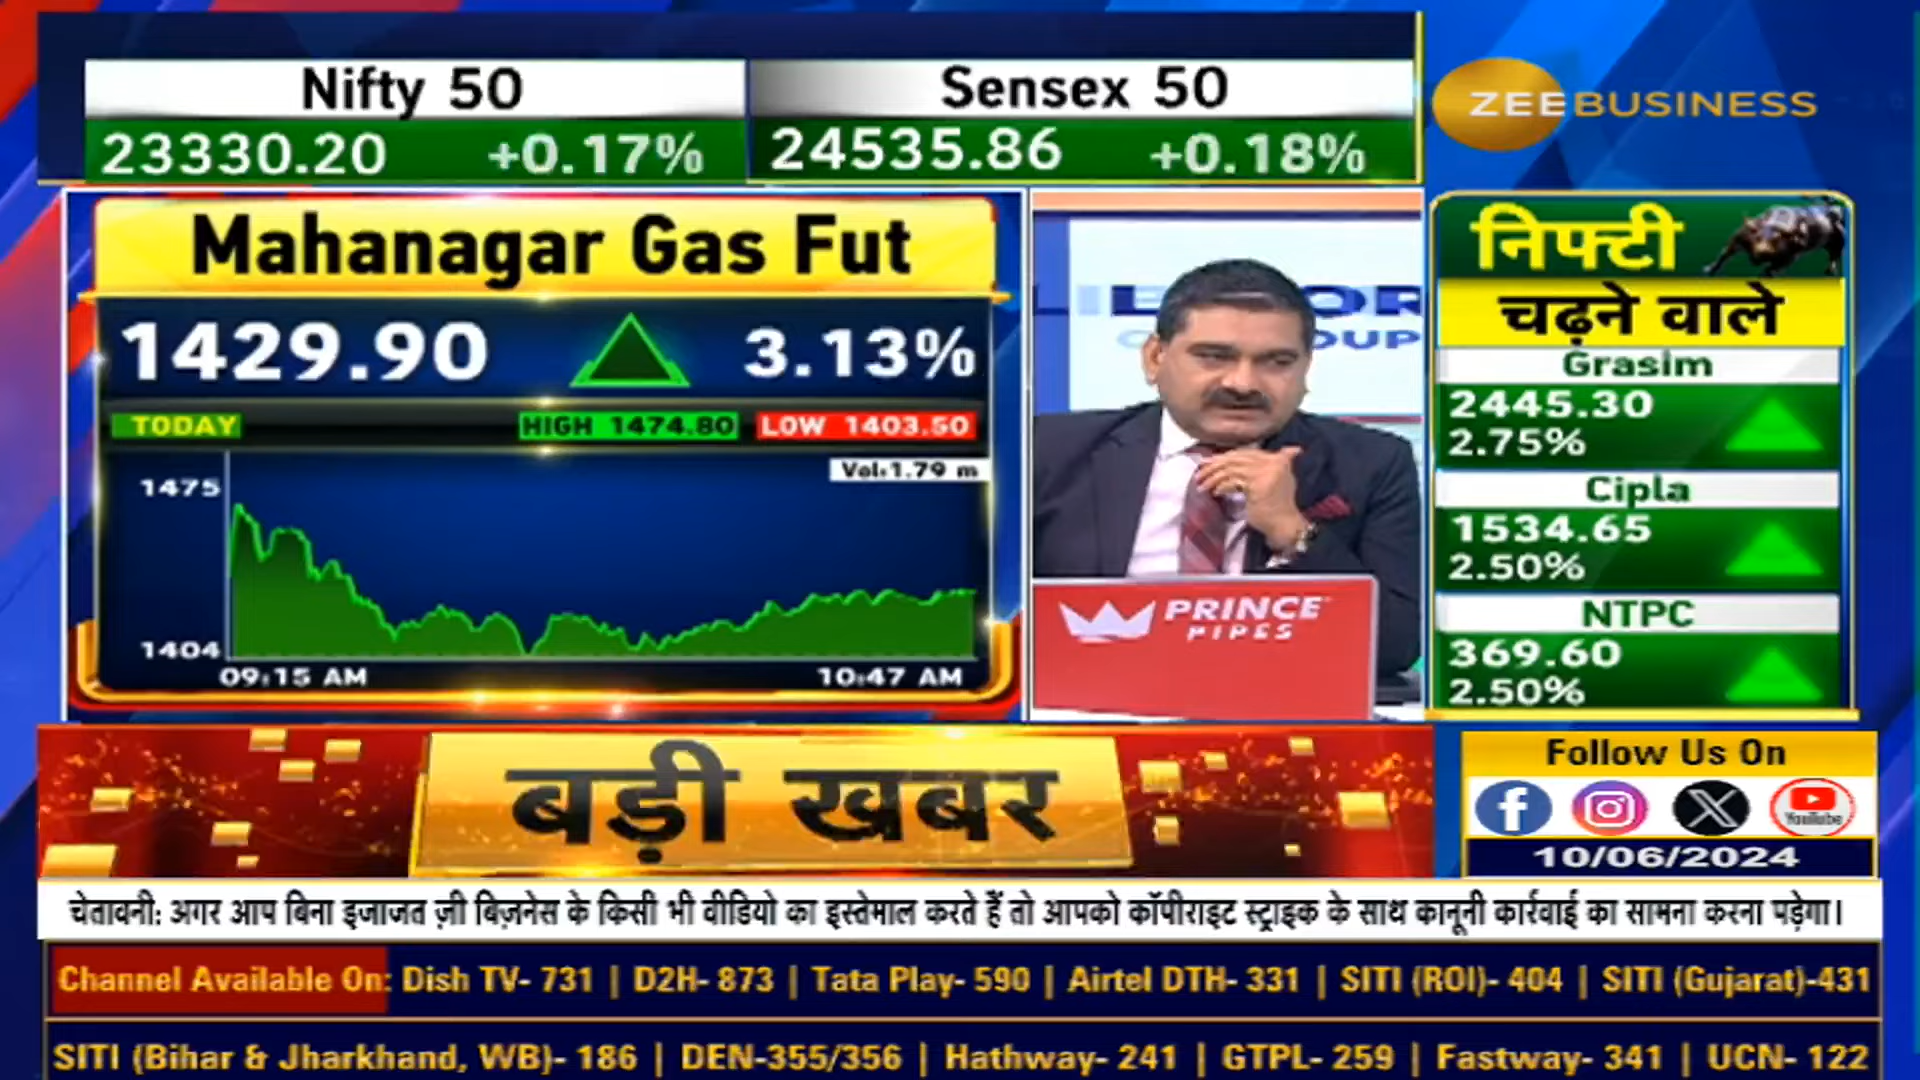 Nifty 50
23330.20 +0.17%
Sensex 50
24535.86 +0.18%
ZEEBUSINESS
Mahanagar Gas Fut
1429.90 3.13%
TODAY HIGH 1474.80 LOW 1403.50
Vol:1.79 m
1475
1404
09:15 AM 10:47 AM
OUP
PRINCE
PIPES
निफ्टी
चढ़ने वाले
Grasim
2445.30
2.75%
Cipla
1534.65
2.50%
NTPC
369.60
2.50%
बड़ी खबर
Follow Us On
YouTube
10/06/2024
चेतावनी: अगर आप बिना इजाजत ज़ी बिज़नेस के किसी भी वीडियो का इस्तेमाल करते हैं तो आपको कॉपीराइट स्ट्राइक के साथ कानूनी कार्रवाई का सामना करना पड़ेगा।
Channel Available On: Dish TV- 731 | D2H- 873 | Tata Play- 590 | Airtel DTH- 331 | SITI (ROI)- 404 | SITI (Gujarat)-431
SITI (Bihar & Jharkhand, WB)- 186 | DEN-355/356 | Hathway- 241 | GTPL- 259 | Fastway- 341 | UCN- 122